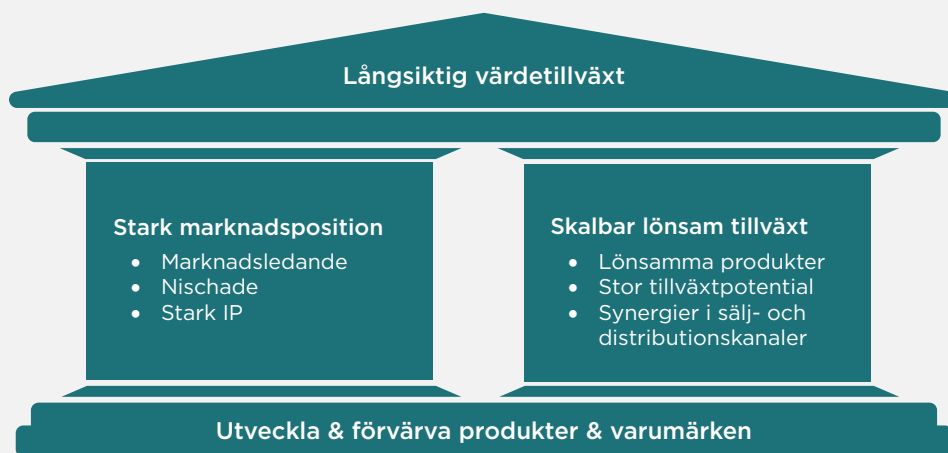 Långsiktig värdetillväxt
Stark marknadsposition
• Marknadsledande
• Nischade
• Stark IP
Skalbar lönsam tillväxt
• Lönsamma produkter
• Stor tillväxtpotential
• Synergier i sälj- och
distributionskanaler
Utveckla & förvärva produkter & varumärken